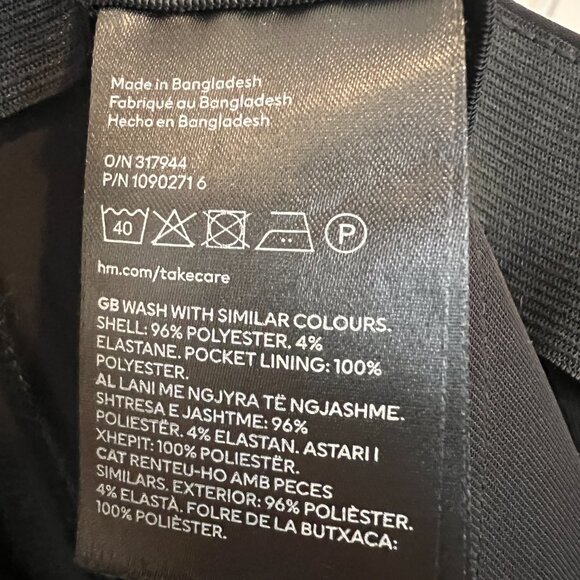 Made in Bangladesh
Fabriqué au Bangladesh
Hecho en Bangladesh
O/N 317944
P/N 1090271 6
40
P
hm.com/takecare
GB WASH WITH SIMILAR COLOURS.
SHELL: 96% POLYESTER, 4%
ELASTANE. POCKET LINING: 100%
POLYESTER.
AL LANI ME NGJYRA TË NGJASHME.
SHTRESA E JASHTME: 96%
POLIESTËR. 4% ELASTAN. ASTARI I
XHEPIT: 100% POLIESTËR.
CAT RENTEU-HO AMB PECES
SIMILARS. EXTERIOR: 96% POLIÈSTER.
4% ELASTÀ. FOLRE DE LA BUTXACA:
100% POLIÈSTER.